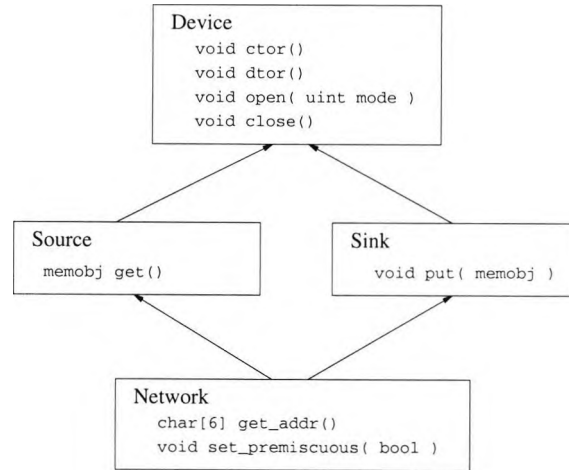 Device
void ctor()
void dtor()
void open( uint mode )
void close()
Source
memobj get()
Sink
void put( memobj )
Network
char[6] get_addr()
void set_premiscuous( bool )